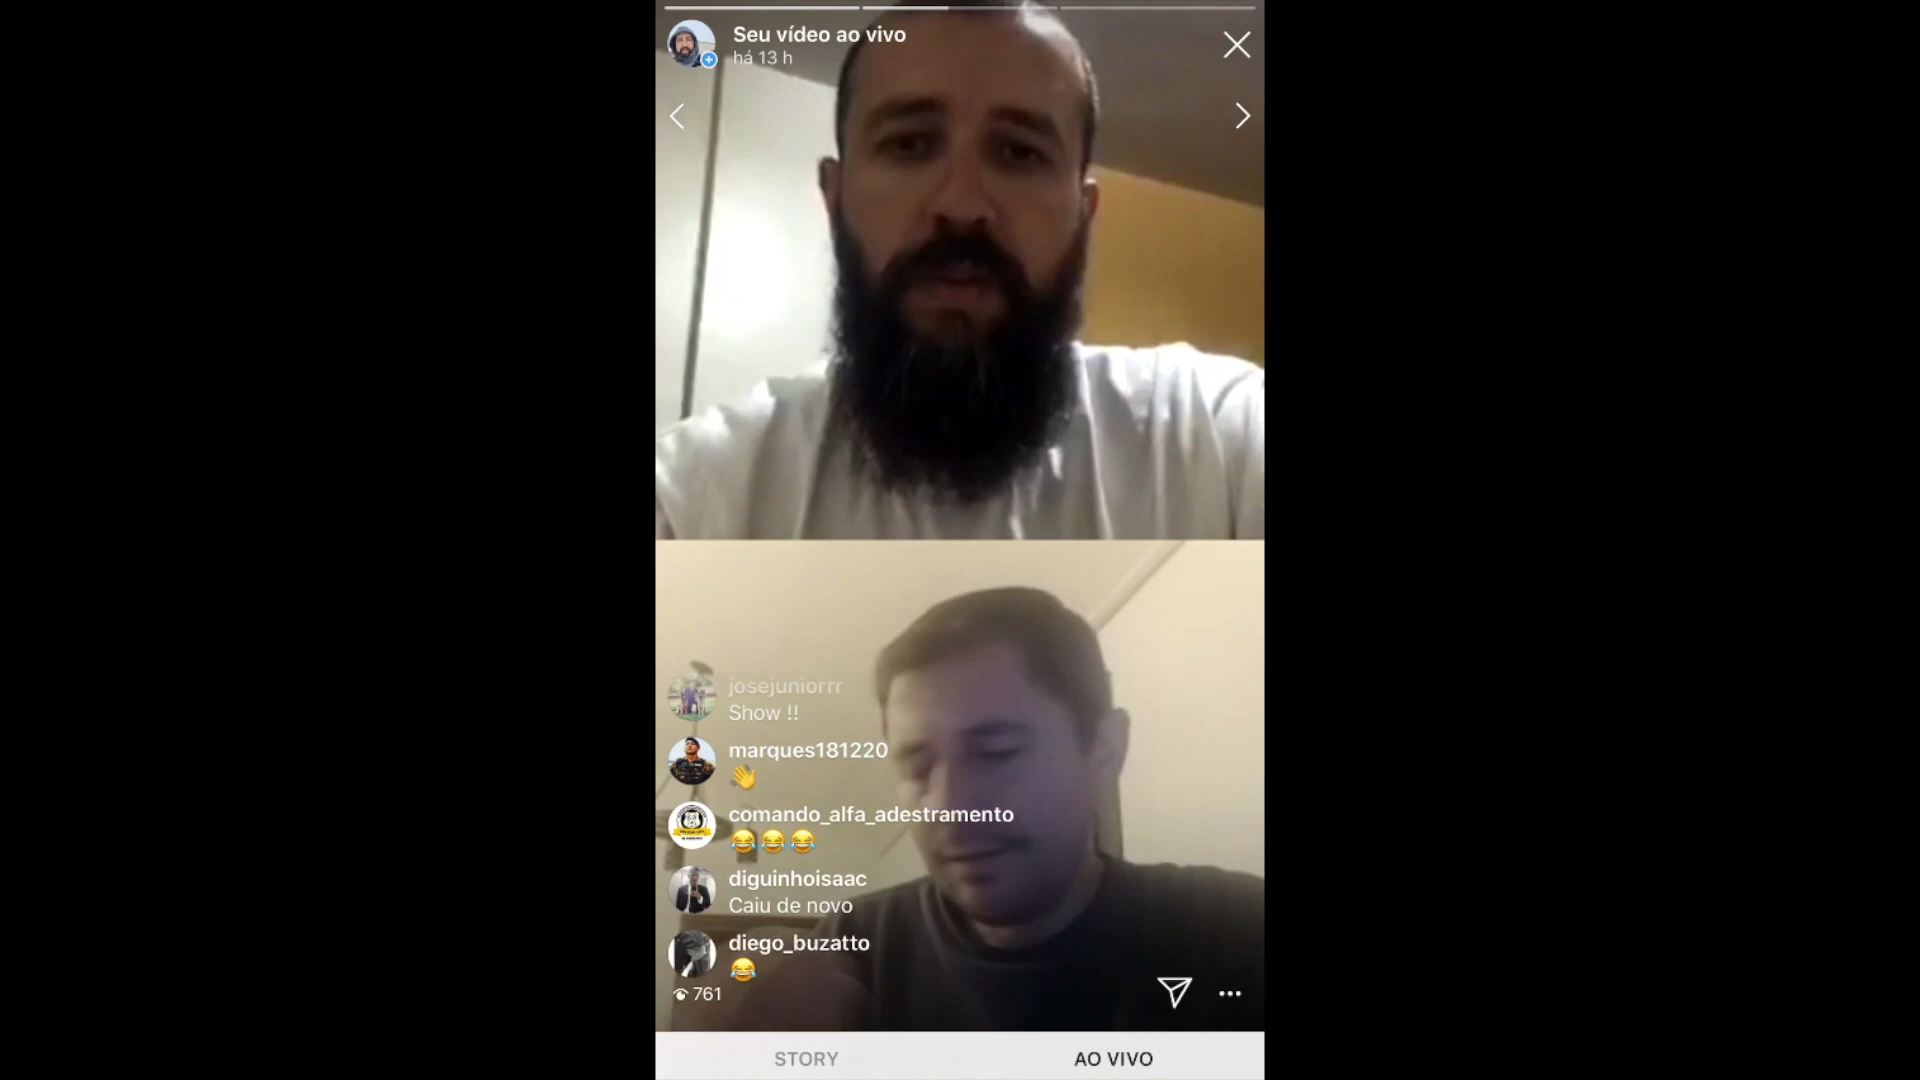 Seu vídeo ao vivo
há 13 h
josejuniorrr
Show !!
marques181220
👋
comando_alfa_adestramento
😂😂😂
diguinhoisaac
Caiu de novo
diego_buzatto
😂
761
STORY
AO VIVO